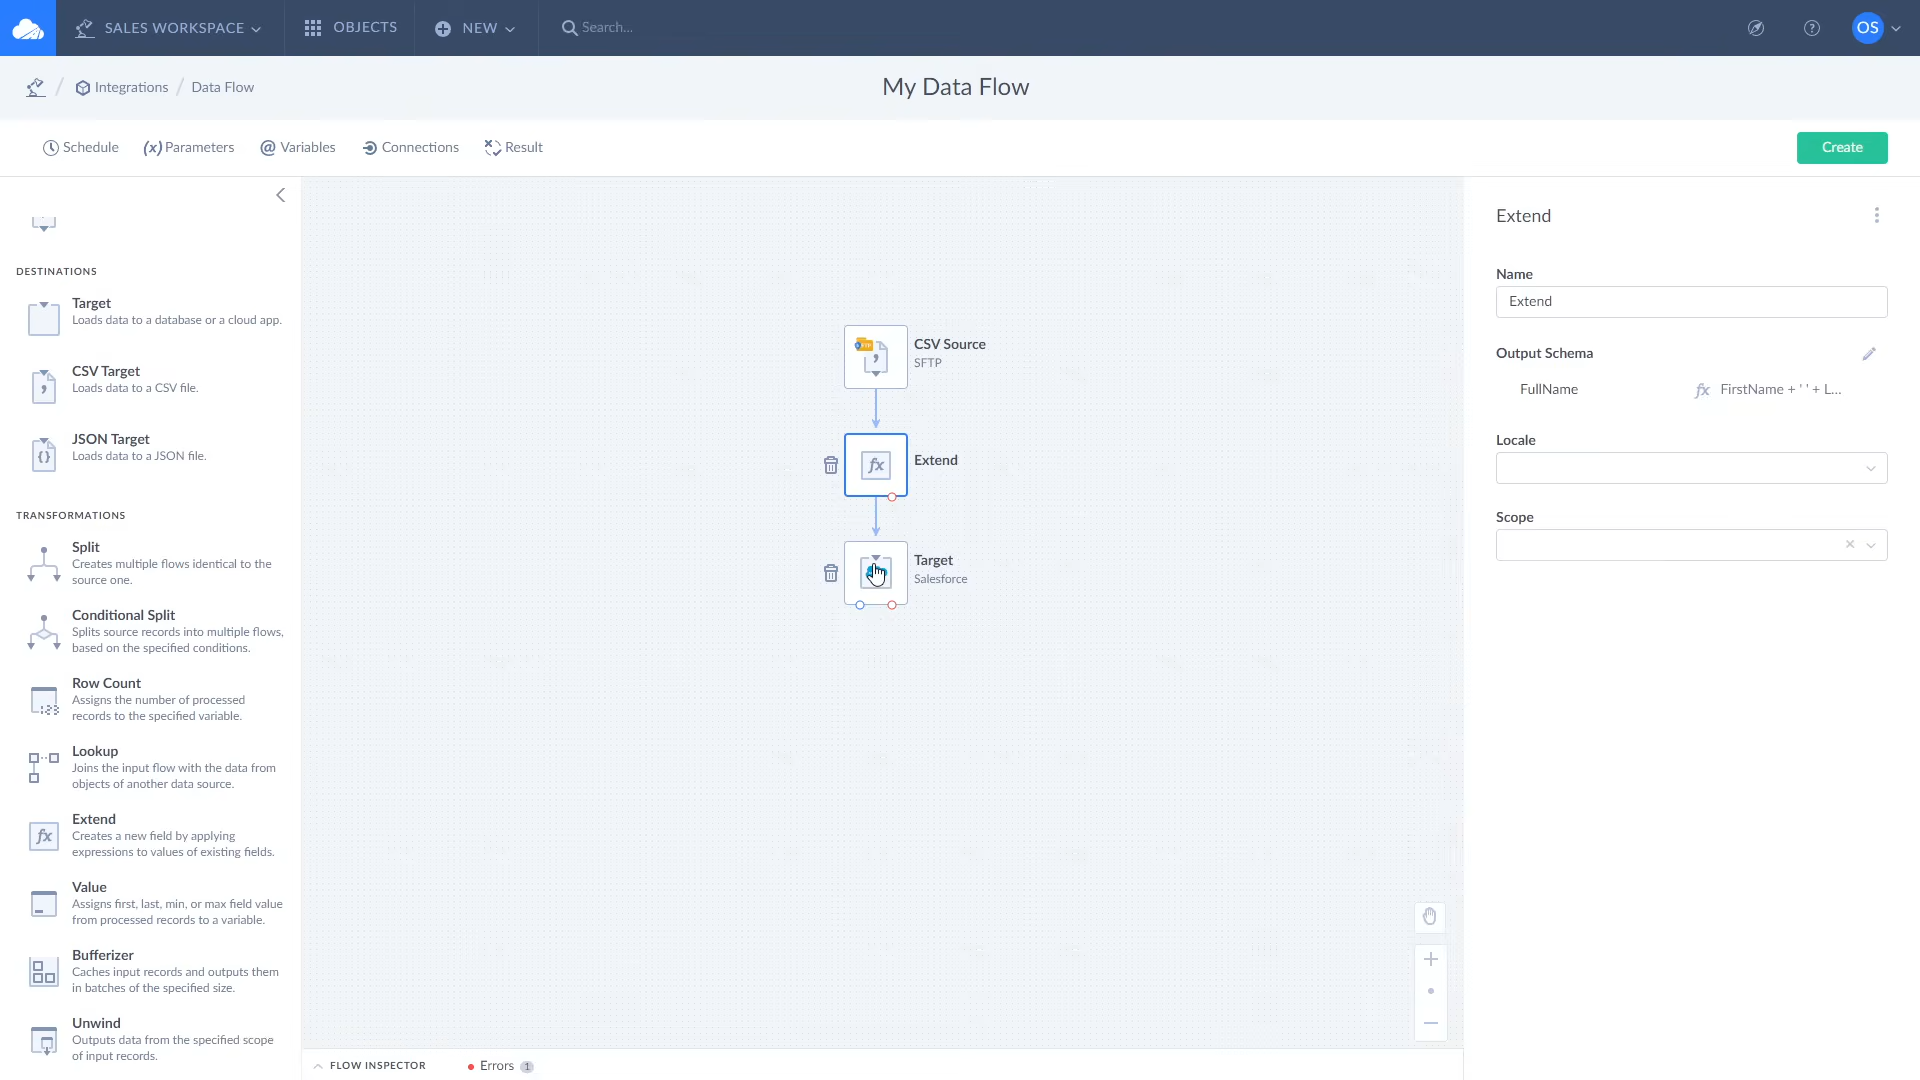 SALES WORKSPACE
OBJECTS
NEW
Search...
OS
Integrations / Data Flow
My Data Flow
Schedule
(x) Parameters
@ Variables
Connections
Result
Create
DESTINATIONS
Target
Loads data to a database or a cloud app.
CSV Target
Loads data to a CSV file.
JSON Target
Loads data to a JSON file.
TRANSFORMATIONS
Split
Creates multiple flows identical to the
source one.
Conditional Split
Splits source records into multiple flows,
based on the specified conditions.
Row Count
Assigns the number of processed
records to the specified variable.
Lookup
Joins the input flow with the data from
objects of another data source.
fx
Extend
Creates a new field by applying
expressions to values of existing fields.
Value
Assigns first, last, min, or max field value
from processed records to a variable.
Bufferizer
Caches input records and outputs them
in batches of the specified size.
Unwind
Outputs data from the specified scope
of input records.
CSV Source
SFTP
fx
Extend
Target
Salesforce
FLOW INSPECTOR
Errors 1
Extend
Name
Extend
Output Schema
FullName
fx FirstName + ' ' + L...
Locale
Scope